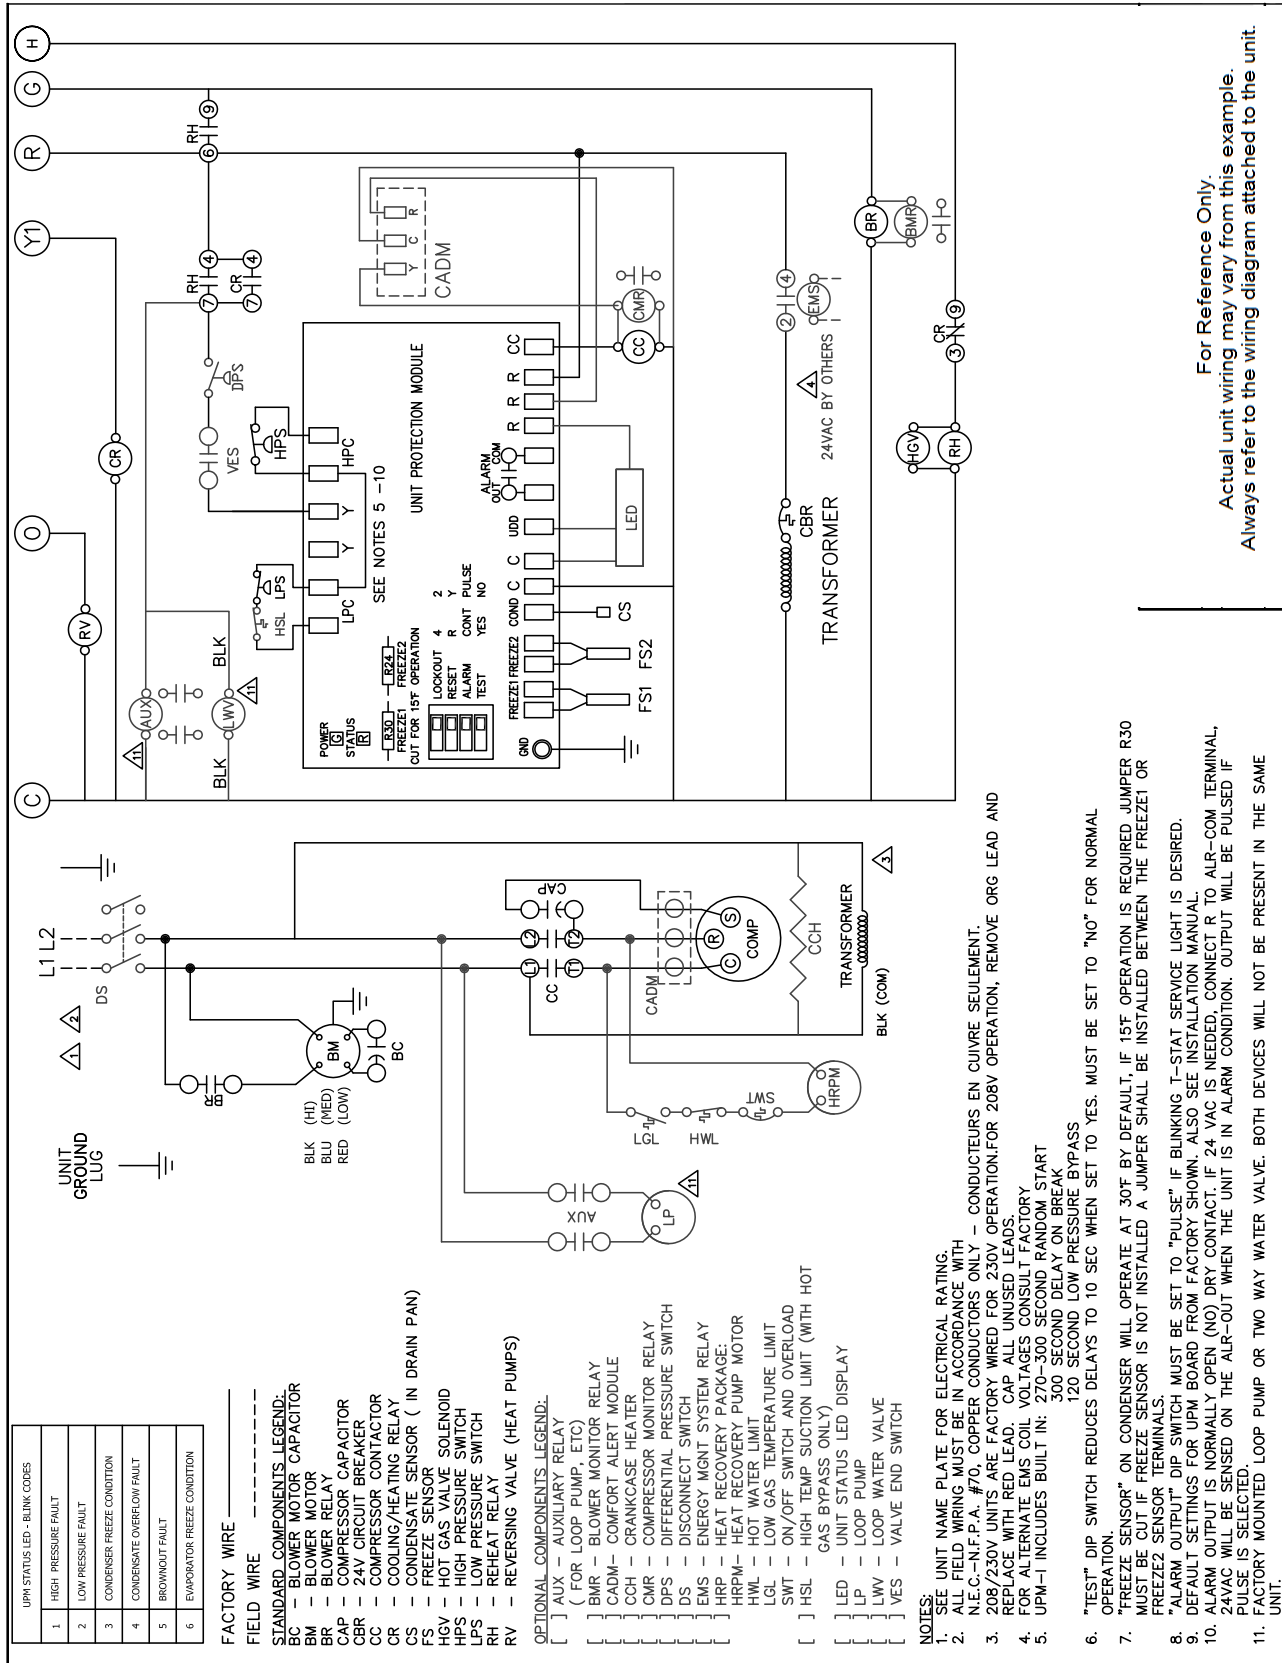 UPM STATUS LED - BLINK CODES
1 HIGH PRESSURE FAULT
2 LOW PRESSURE FAULT
3 CONDENSER FREEZE CONDITION
4 CONDENSATE OVERFLOW FAULT
5 BROWNOUT FAULT
6 EVAPORATOR FREEZE CONDITION
FACTORY WIRE
FIELD WIRE
STANDARD COMPONENTS LEGEND:
BC – BLOWER MOTOR CAPACITOR
BM – BLOWER MOTOR
BR – BLOWER RELAY
CAP – COMPRESSOR CAPACITOR
CBR – 24V CIRCUIT BREAKER
CC – COMPRESSOR CONTACTOR
CR – COOLING/HEATING RELAY
CS – CONDENSATE SENSOR ( IN DRAIN PAN)
FS – FREEZE SENSOR
HGV – HOT GAS VALVE SOLENOID
HPS – HIGH PRESSURE SWITCH
LPS – LOW PRESSURE SWITCH
RH – REHEAT RELAY
RV – REVERSING VALVE (HEAT PUMPS)
OPTIONAL COMPONENTS LEGEND:
[ ] AUX – AUXILIARY RELAY
( FOR LOOP PUMP, ETC)
[ ] BMR – BLOWER MONITOR RELAY
[ ] CADM– COMFORT ALERT MODULE
[ ] CCH – CRANKCASE HEATER
[ ] CMR – COMPRESSOR MONITOR RELAY
[ ] DPS – DIFFERENTIAL PRESSURE SWITCH
[ ] DS – DISCONNECT SWITCH
[ ] EMS – ENERGY MGNT SYSTEM RELAY
[ ] HRP – HEAT RECOVERY PACKAGE:
HRPM– HEAT RECOVERY PUMP MOTOR
HWL – HOT WATER LIMIT
LGL – LOW GAS TEMPERATURE LIMIT
SWT – ON/OFF SWITCH AND OVERLOAD
[ ] HSL – HIGH TEMP SUCTION LIMIT (WITH HOT
GAS BYPASS ONLY)
[ ] LED – UNIT STATUS LED DISPLAY
[ ] LP – LOOP PUMP
[ ] LWV – LOOP WATER VALVE
[ ] VES – VALVE END SWITCH
NOTES:
1. SEE UNIT NAME PLATE FOR ELECTRICAL RATING.
2. ALL FIELD WIRING MUST BE IN ACCORDANCE WITH
N.E.C.–N.F.P.A. #70, COPPER CONDUCTORS ONLY – CONDUCTEURS EN CUIVRE SEULEMENT.
3. 208/230V UNITS ARE FACTORY WIRED FOR 230V OPERATION.FOR 208V OPERATION, REMOVE ORG LEAD AND
REPLACE WITH RED LEAD. CAP ALL UNUSED LEADS.
4. FOR ALTERNATE EMS COIL VOLTAGES CONSULT FACTORY
5. UPM–I INCLUDES BUILT IN: 270–300 SECOND RANDOM START
300 SECOND DELAY ON BREAK
120 SECOND LOW PRESSURE BYPASS
6. "TEST" DIP SWITCH REDUCES DELAYS TO 10 SEC WHEN SET TO YES. MUST BE SET TO "NO" FOR NORMAL
OPERATION.
7. "FREEZE SENSOR" ON CONDENSER WILL OPERATE AT 30°F BY DEFAULT, IF 15°F OPERATION IS REQUIRED JUMPER R30
MUST BE CUT IF FREEZE SENSOR IS NOT INSTALLED A JUMPER SHALL BE INSTALLED BETWEEN THE FREEZE1 OR
FREEZE2 SENSOR TERMINALS.
8. "ALARM OUTPUT" DIP SWITCH MUST BE SET TO "PULSE" IF BLINKING T–STAT SERVICE LIGHT IS DESIRED.
9. DEFAULT SETTINGS FOR UPM BOARD FROM FACTORY SHOWN. ALSO SEE INSTALLATION MANUAL.
10. ALARM OUTPUT IS NORMALLY OPEN (NO) DRY CONTACT. IF 24 VAC IS NEEDED, CONNECT R TO ALR–COM TERMINAL,
24VAC WILL BE SENSED ON THE ALR–OUT WHEN THE UNIT IS IN ALARM CONDITION. OUTPUT WILL BE PULSED IF
PULSE IS SELECTED.
11. FACTORY MOUNTED LOOP PUMP OR TWO WAY WATER VALVE. BOTH DEVICES WILL NOT BE PRESENT IN THE SAME
UNIT.
UNIT
GROUND
LUG
1 2
L1 L2
DS
BR
BLK (HI)
BLU (MED)
RED (LOW)
BM
BC
AUX
LP
11
LGL
HWL
SWT
HRPM
L1
L2
CC
T1
T2
CAP
CADM
C
R
S
COMP
CCH
TRANSFORMER
3
BLK (COM)
C
O
Y1
R
G
H
RV
CR
AUX
11
LWV
11
BLK
BLK
VES
DPS
RH
7
4
CR
7
4
RH
6
9
HSL
LPS
HPS
LPC
Y
Y
HPC
SEE NOTES 5 –10
UNIT PROTECTION MODULE
POWER
G
STATUS
R
R30
FREEZE1
R24
FREEZE2
CUT FOR 15°F OPERATION
LOCKOUT 4 2
RESET R Y
ALARM CONT PULSE
TEST YES NO
GND
FREEZE1
FREEZE2
COND
C
C
UDD
ALARM
OUT
COM
R
R
R
CC
FS1
FS2
CS
LED
CADM
Y
C
R
CMR
CC
TRANSFORMER
CBR
24VAC BY OTHERS
4
2
4
EMS
BR
BMR
HGV
RH
CR
3
9
For Reference Only.
Actual unit wiring may vary from this example.
Always refer to the wiring diagram attached to the unit.